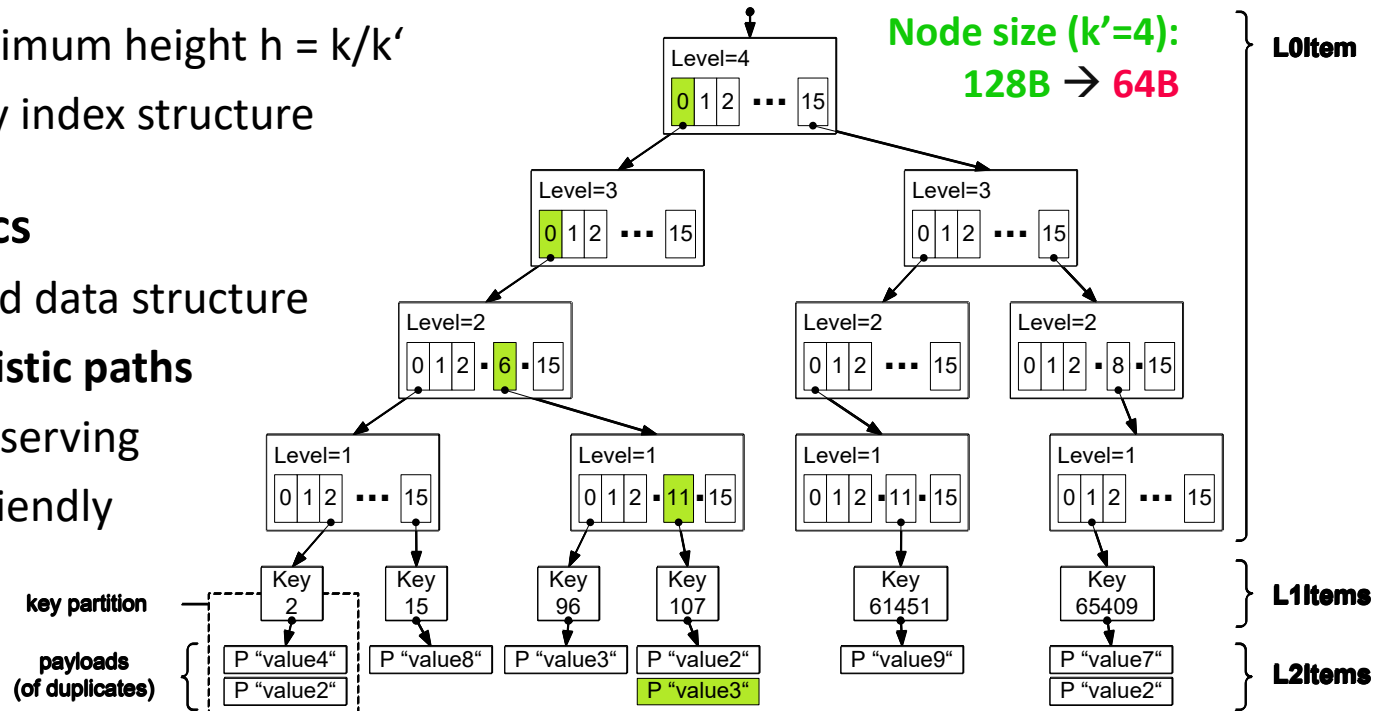 imum height h = k/k‘
y index structure
cs
d data structure
istic paths
serving
iendly
Node size (k’=4):
128B → 64B
L0Item
Level=4
0 1 2 ... 15
Level=3
0 1 2 ... 15
Level=3
0 1 2 ... 15
Level=2
0 1 2 . 6 . 15
Level=2
0 1 2 ... 15
Level=2
0 1 2 . 8 . 15
Level=1
0 1 2 ... 15
Level=1
0 1 2 . 11 . 15
Level=1
0 1 2 . 11 . 15
Level=1
0 1 2 ... 15
key partition
Key
2
Key
15
Key
96
Key
107
Key
61451
Key
65409
L1Items
payloads
(of duplicates)
P “value4“
P “value2“
P “value8“
P “value3“
P “value2“
P “value3“
P “value9“
P “value7“
P “value2“
L2Items